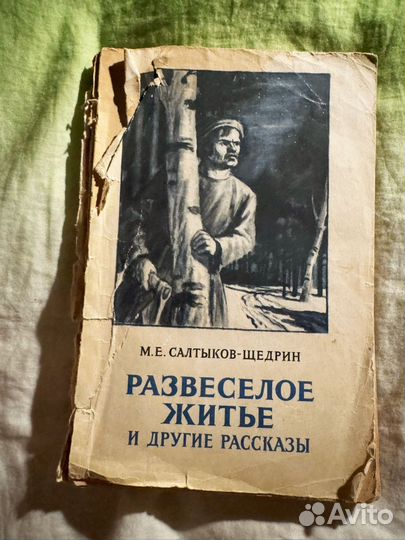 М. Е. САЛТЫКОВ-ЩЕДРИН
РАЗВЕСЕЛОЕ
ЖИТЬЕ
И ДРУГИЕ РАССКАЗЫ
Avito